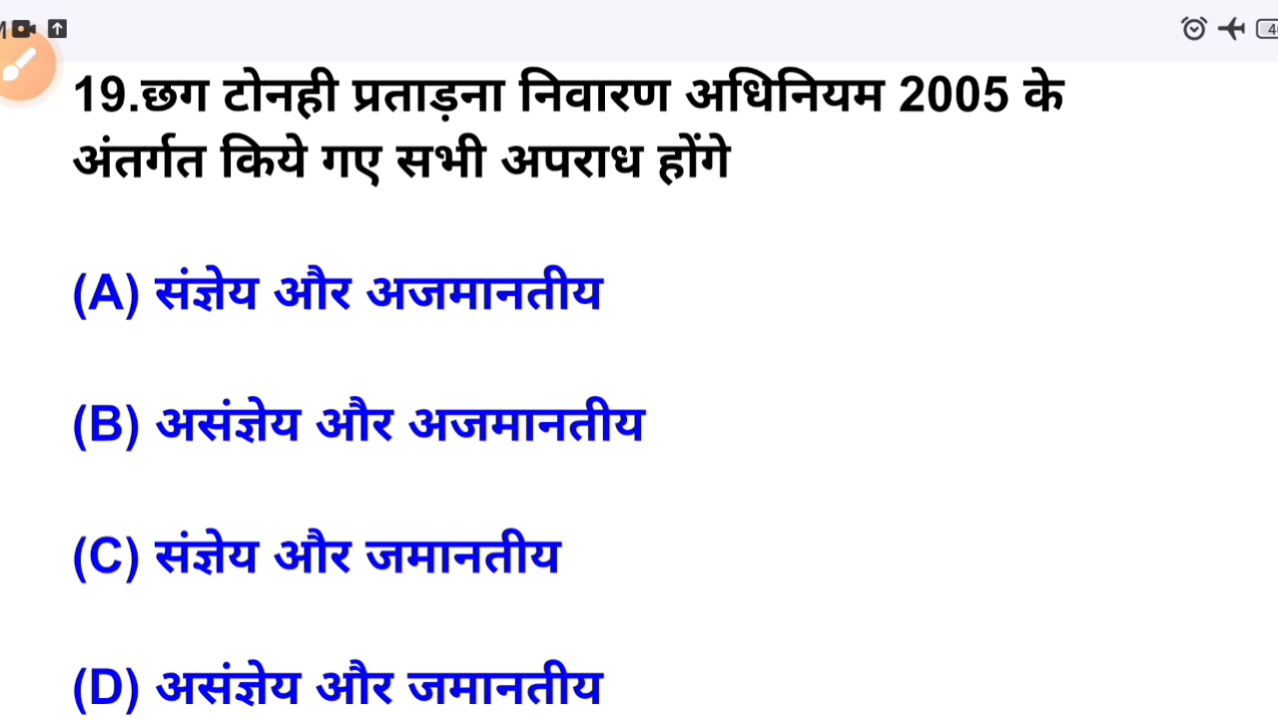 19.छग टोनही प्रताड़ना निवारण अधिनियम 2005 के
अंतर्गत किये गए सभी अपराध होंगे
(A) संज्ञेय और अजमानतीय
(B) असंज्ञेय और अजमानतीय
(C) संज्ञेय और जमानतीय
(D) असंज्ञेय और जमानतीय